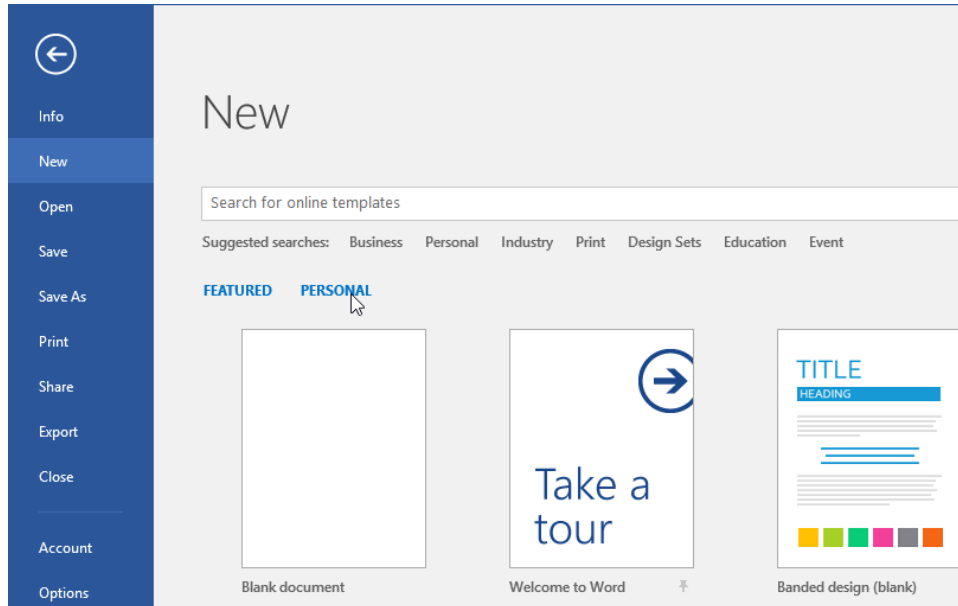 Info
New
Open
Save
Save As
Print
Share
Export
Close
Account
Options
New
Search for online templates
Suggested searches: Business Personal Industry Print Design Sets Education Event
FEATURED PERSONAL
Take a
tour
TITLE
HEADING
Blank document Welcome to Word Banded design (blank)